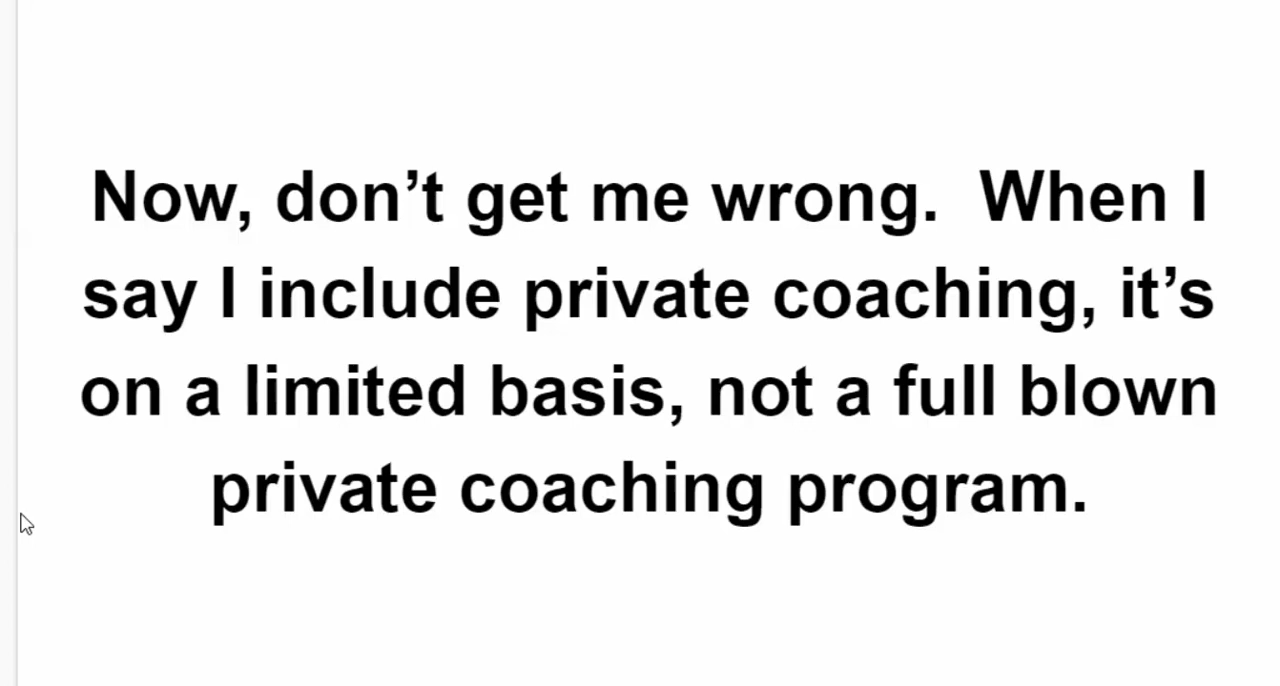 Now, don’t get me wrong.  When I
say I include private coaching, it’s
on a limited basis, not a full blown
private coaching program.